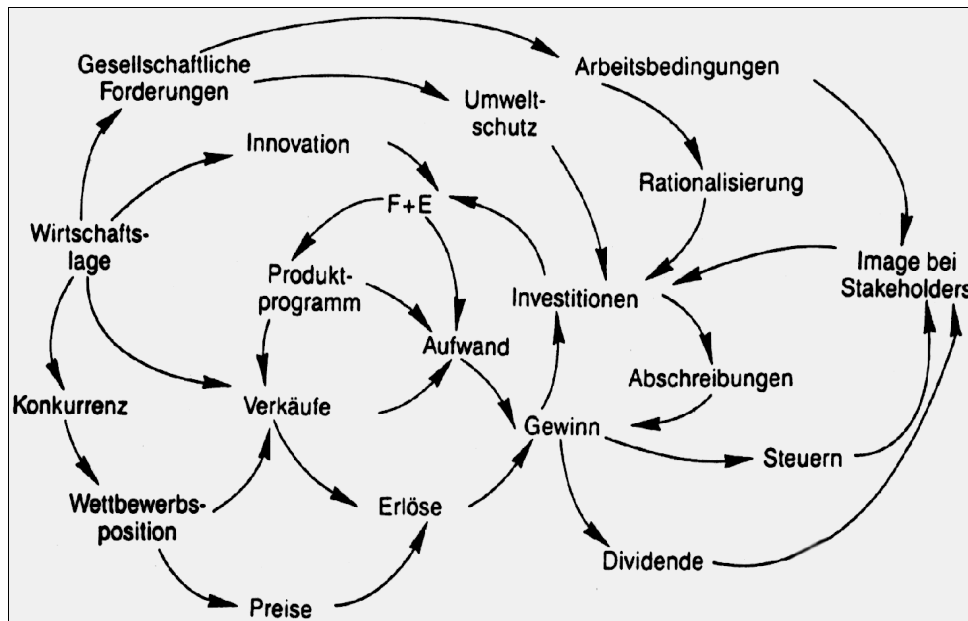 Gesellschaftliche
Forderungen
Arbeitsbedingungen
Umwelt-
schutz
Innovation
Rationalisierung
F+E
Wirtschafts-
lage
Image bei
Stakeholders
Produkt-
programm
Investitionen
Aufwand
Abschreibungen
Konkurrenz
Verkäufe
Gewinn
Steuern
Wettbewerbs-
position
Erlöse
Dividende
Preise